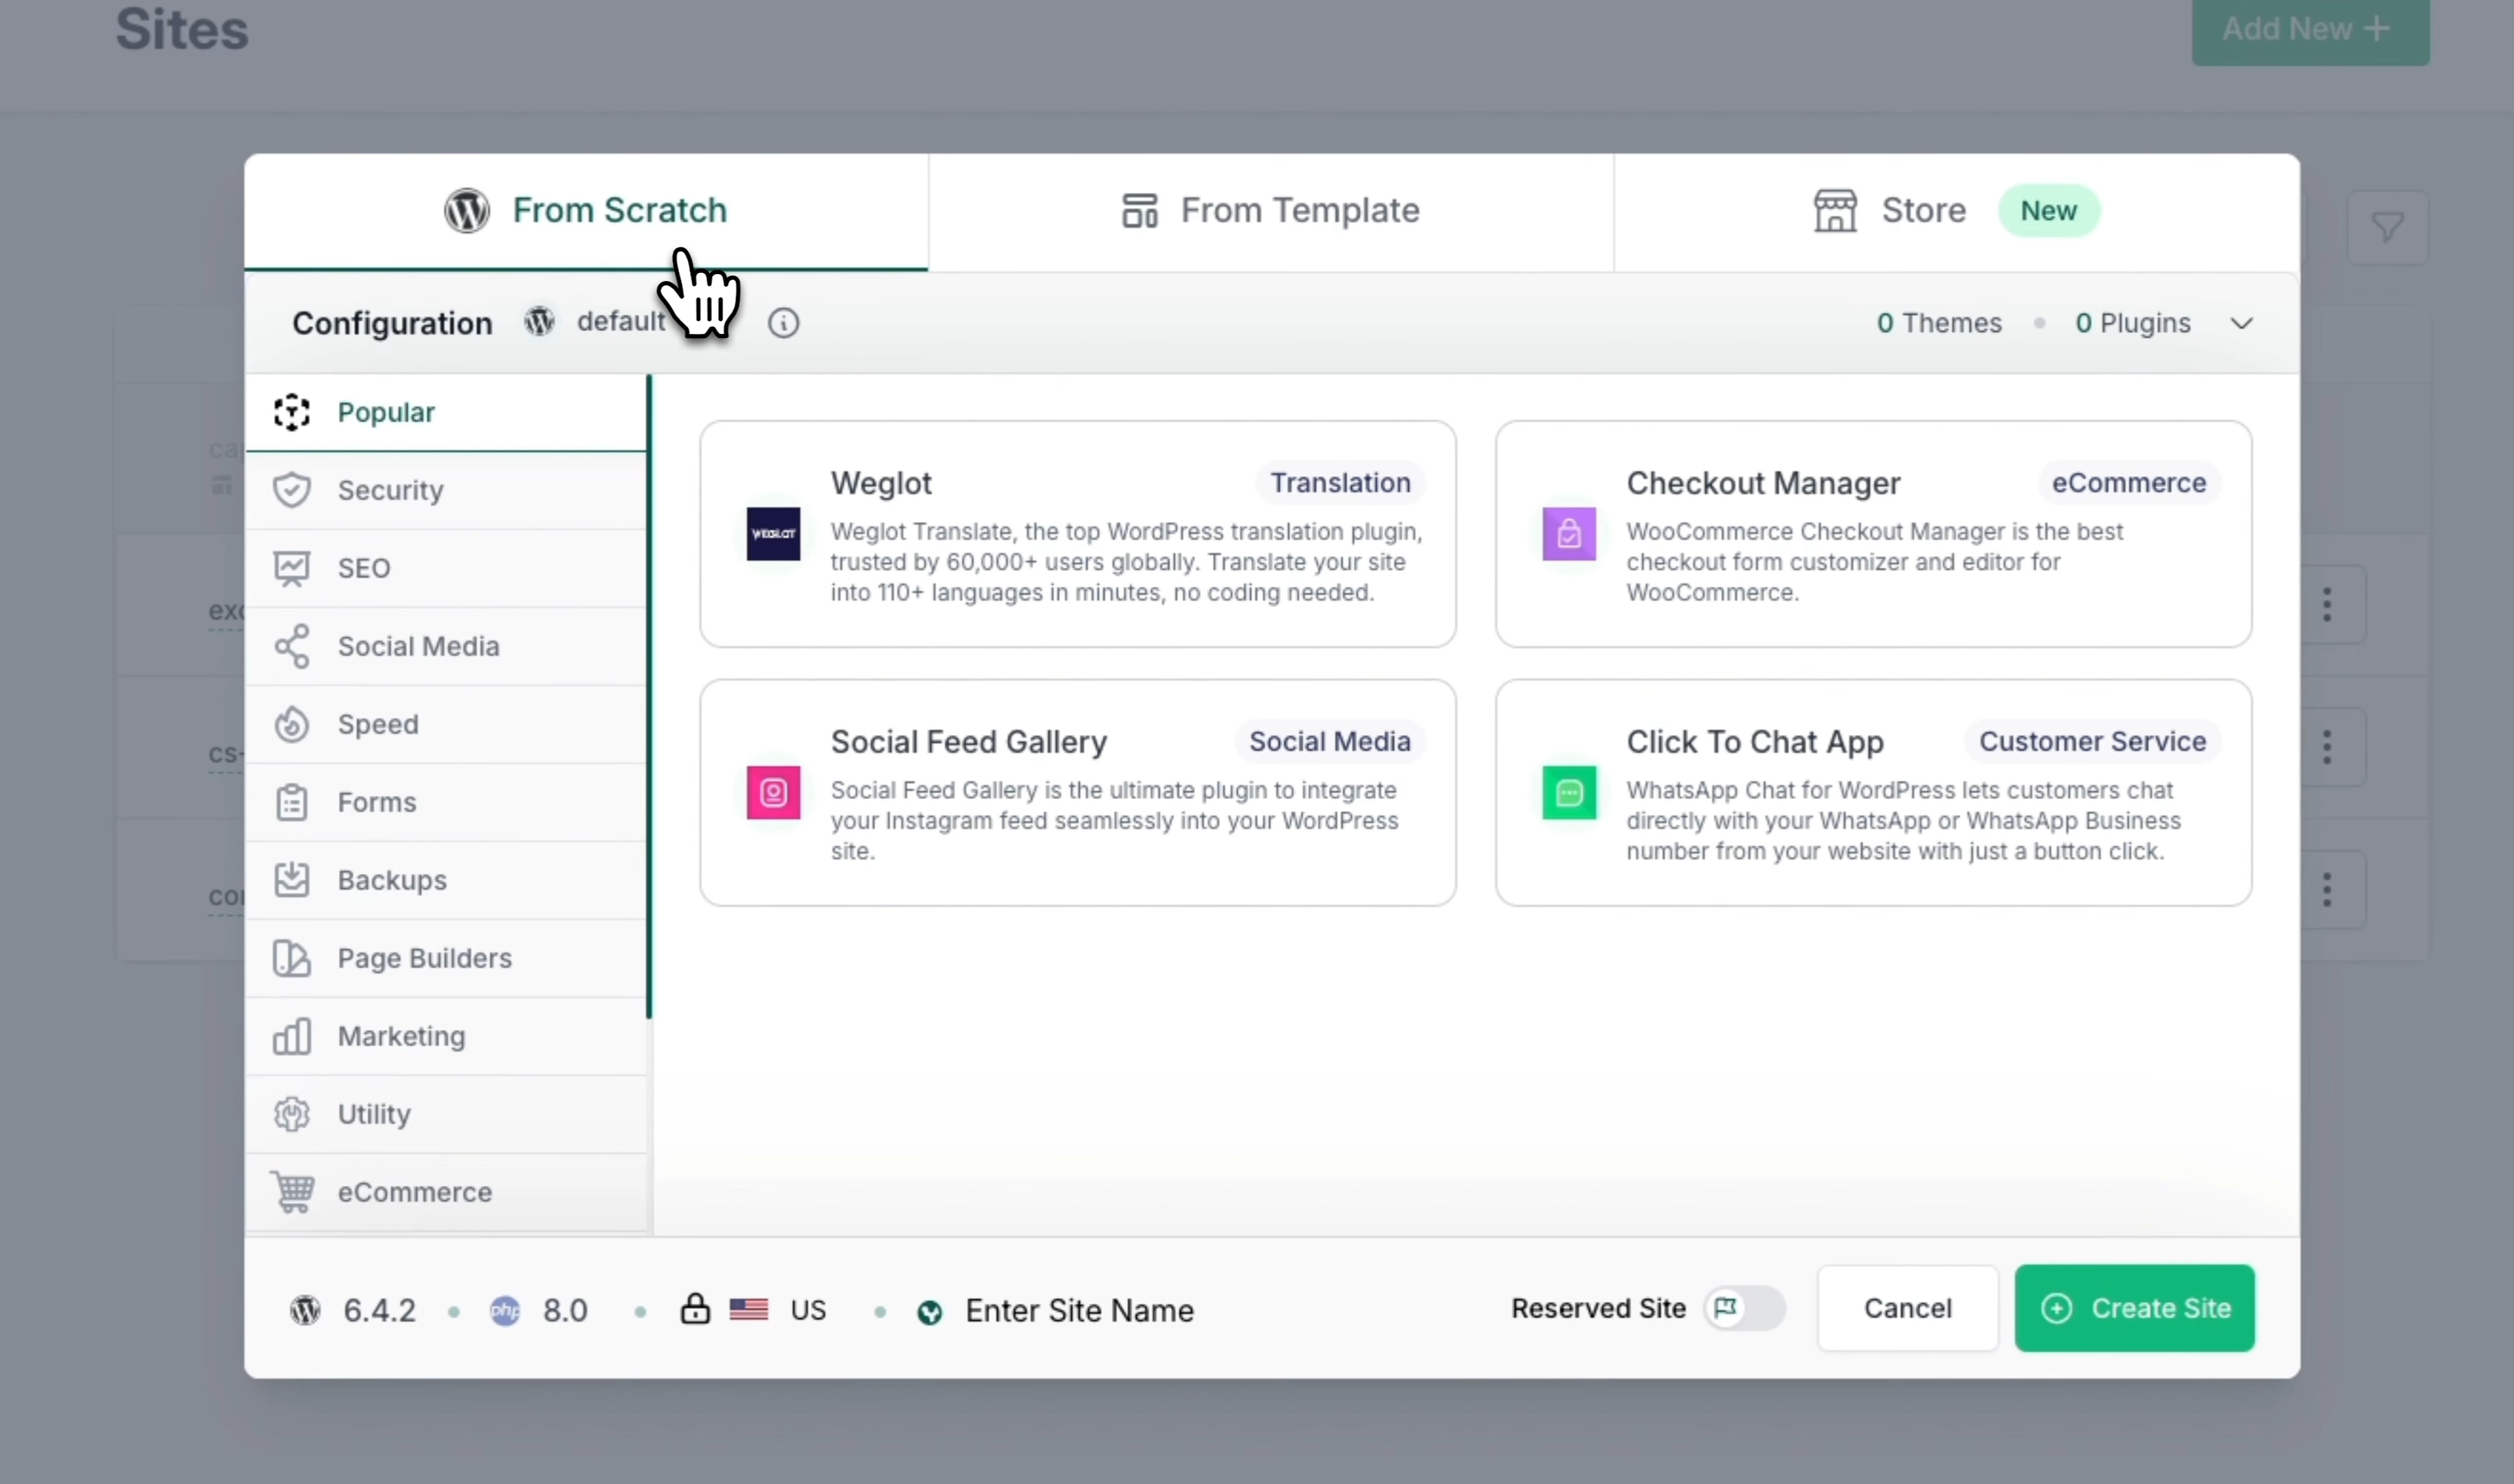 Sites
Add New +
From Scratch
From Template
Store New
Configuration default
0 Themes • 0 Plugins
Popular
Security
SEO
Social Media
Speed
Forms
Backups
Page Builders
Marketing
Utility
eCommerce
Weglot Translation
WEGLOT
Weglot Translate, the top WordPress translation plugin,
trusted by 60,000+ users globally. Translate your site
into 110+ languages in minutes, no coding needed.
Checkout Manager eCommerce
WooCommerce Checkout Manager is the best
checkout form customizer and editor for
WooCommerce.
Social Feed Gallery Social Media
Social Feed Gallery is the ultimate plugin to integrate
your Instagram feed seamlessly into your WordPress
site.
Click To Chat App Customer Service
WhatsApp Chat for WordPress lets customers chat
directly with your WhatsApp or WhatsApp Business
number from your website with just a button click.
6.4.2 • php 8.0 • US • Enter Site Name
Reserved Site
Cancel
Create Site